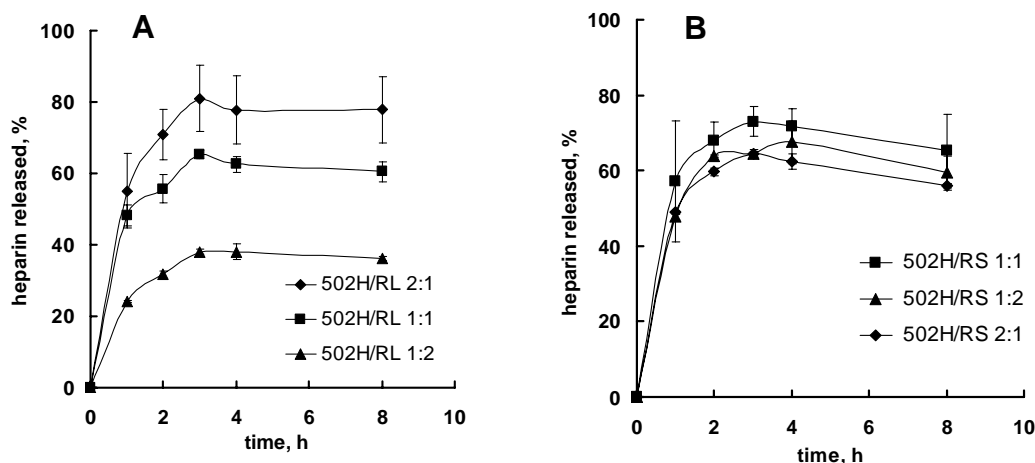 A
heparin released, %
100
80
60
40
20
0
502H/RL 2:1
502H/RL 1:1
502H/RL 1:2
0 2 4 6 8 10
time, h
B
heparin released, %
100
80
60
40
20
0
502H/RS 1:1
502H/RS 1:2
502H/RS 2:1
0 2 4 6 8 10
time, h